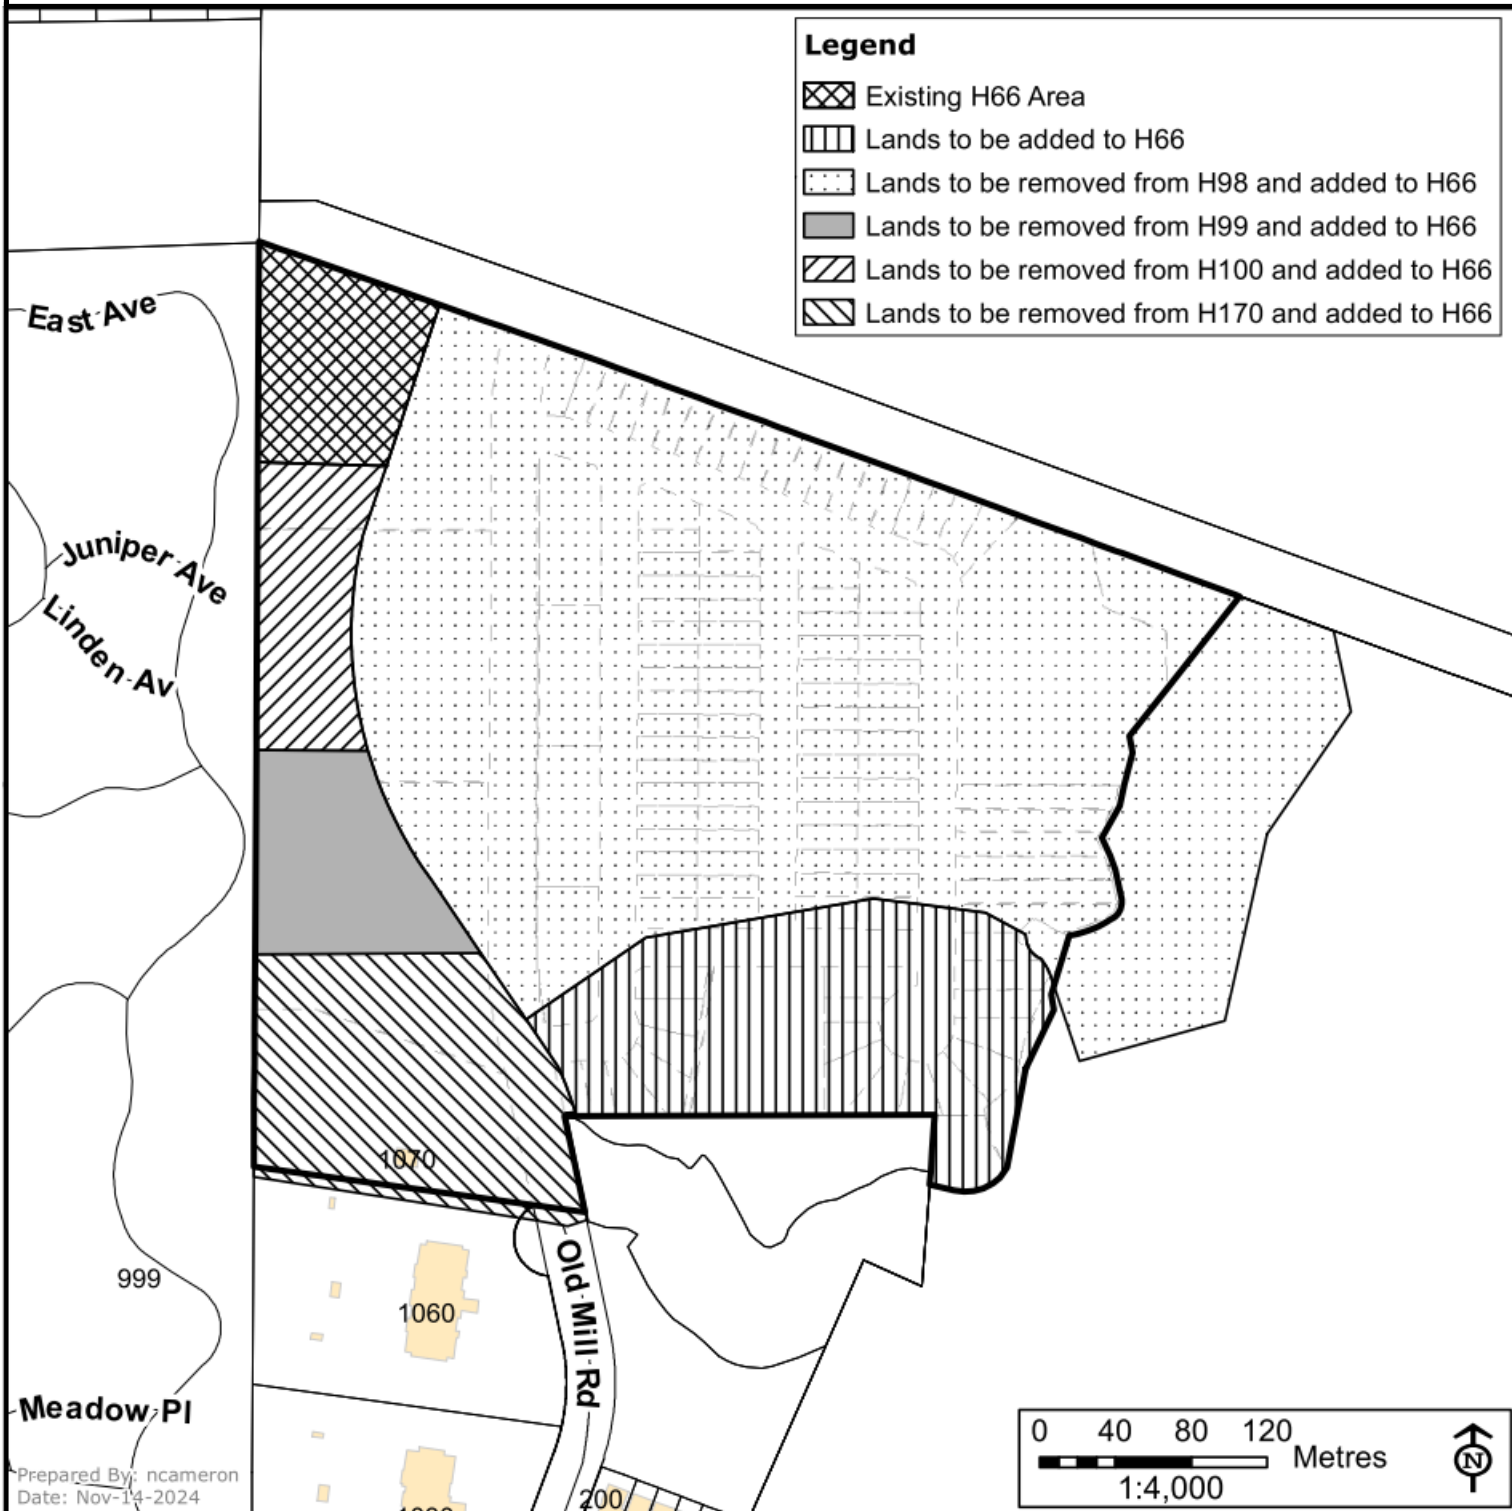 Legend
Existing H66 Area
Lands to be added to H66
Lands to be removed from H98 and added to H66
Lands to be removed from H99 and added to H66
Lands to be removed from H100 and added to H66
Lands to be removed from H170 and added to H66
East Ave
Juniper Ave
Linden Av
1070
999
1060
Old Mill Rd
Meadow Pl
200
0 40 80 120
Metres
1:4,000
N
Prepared By: ncameron
Date: Nov-14-2024